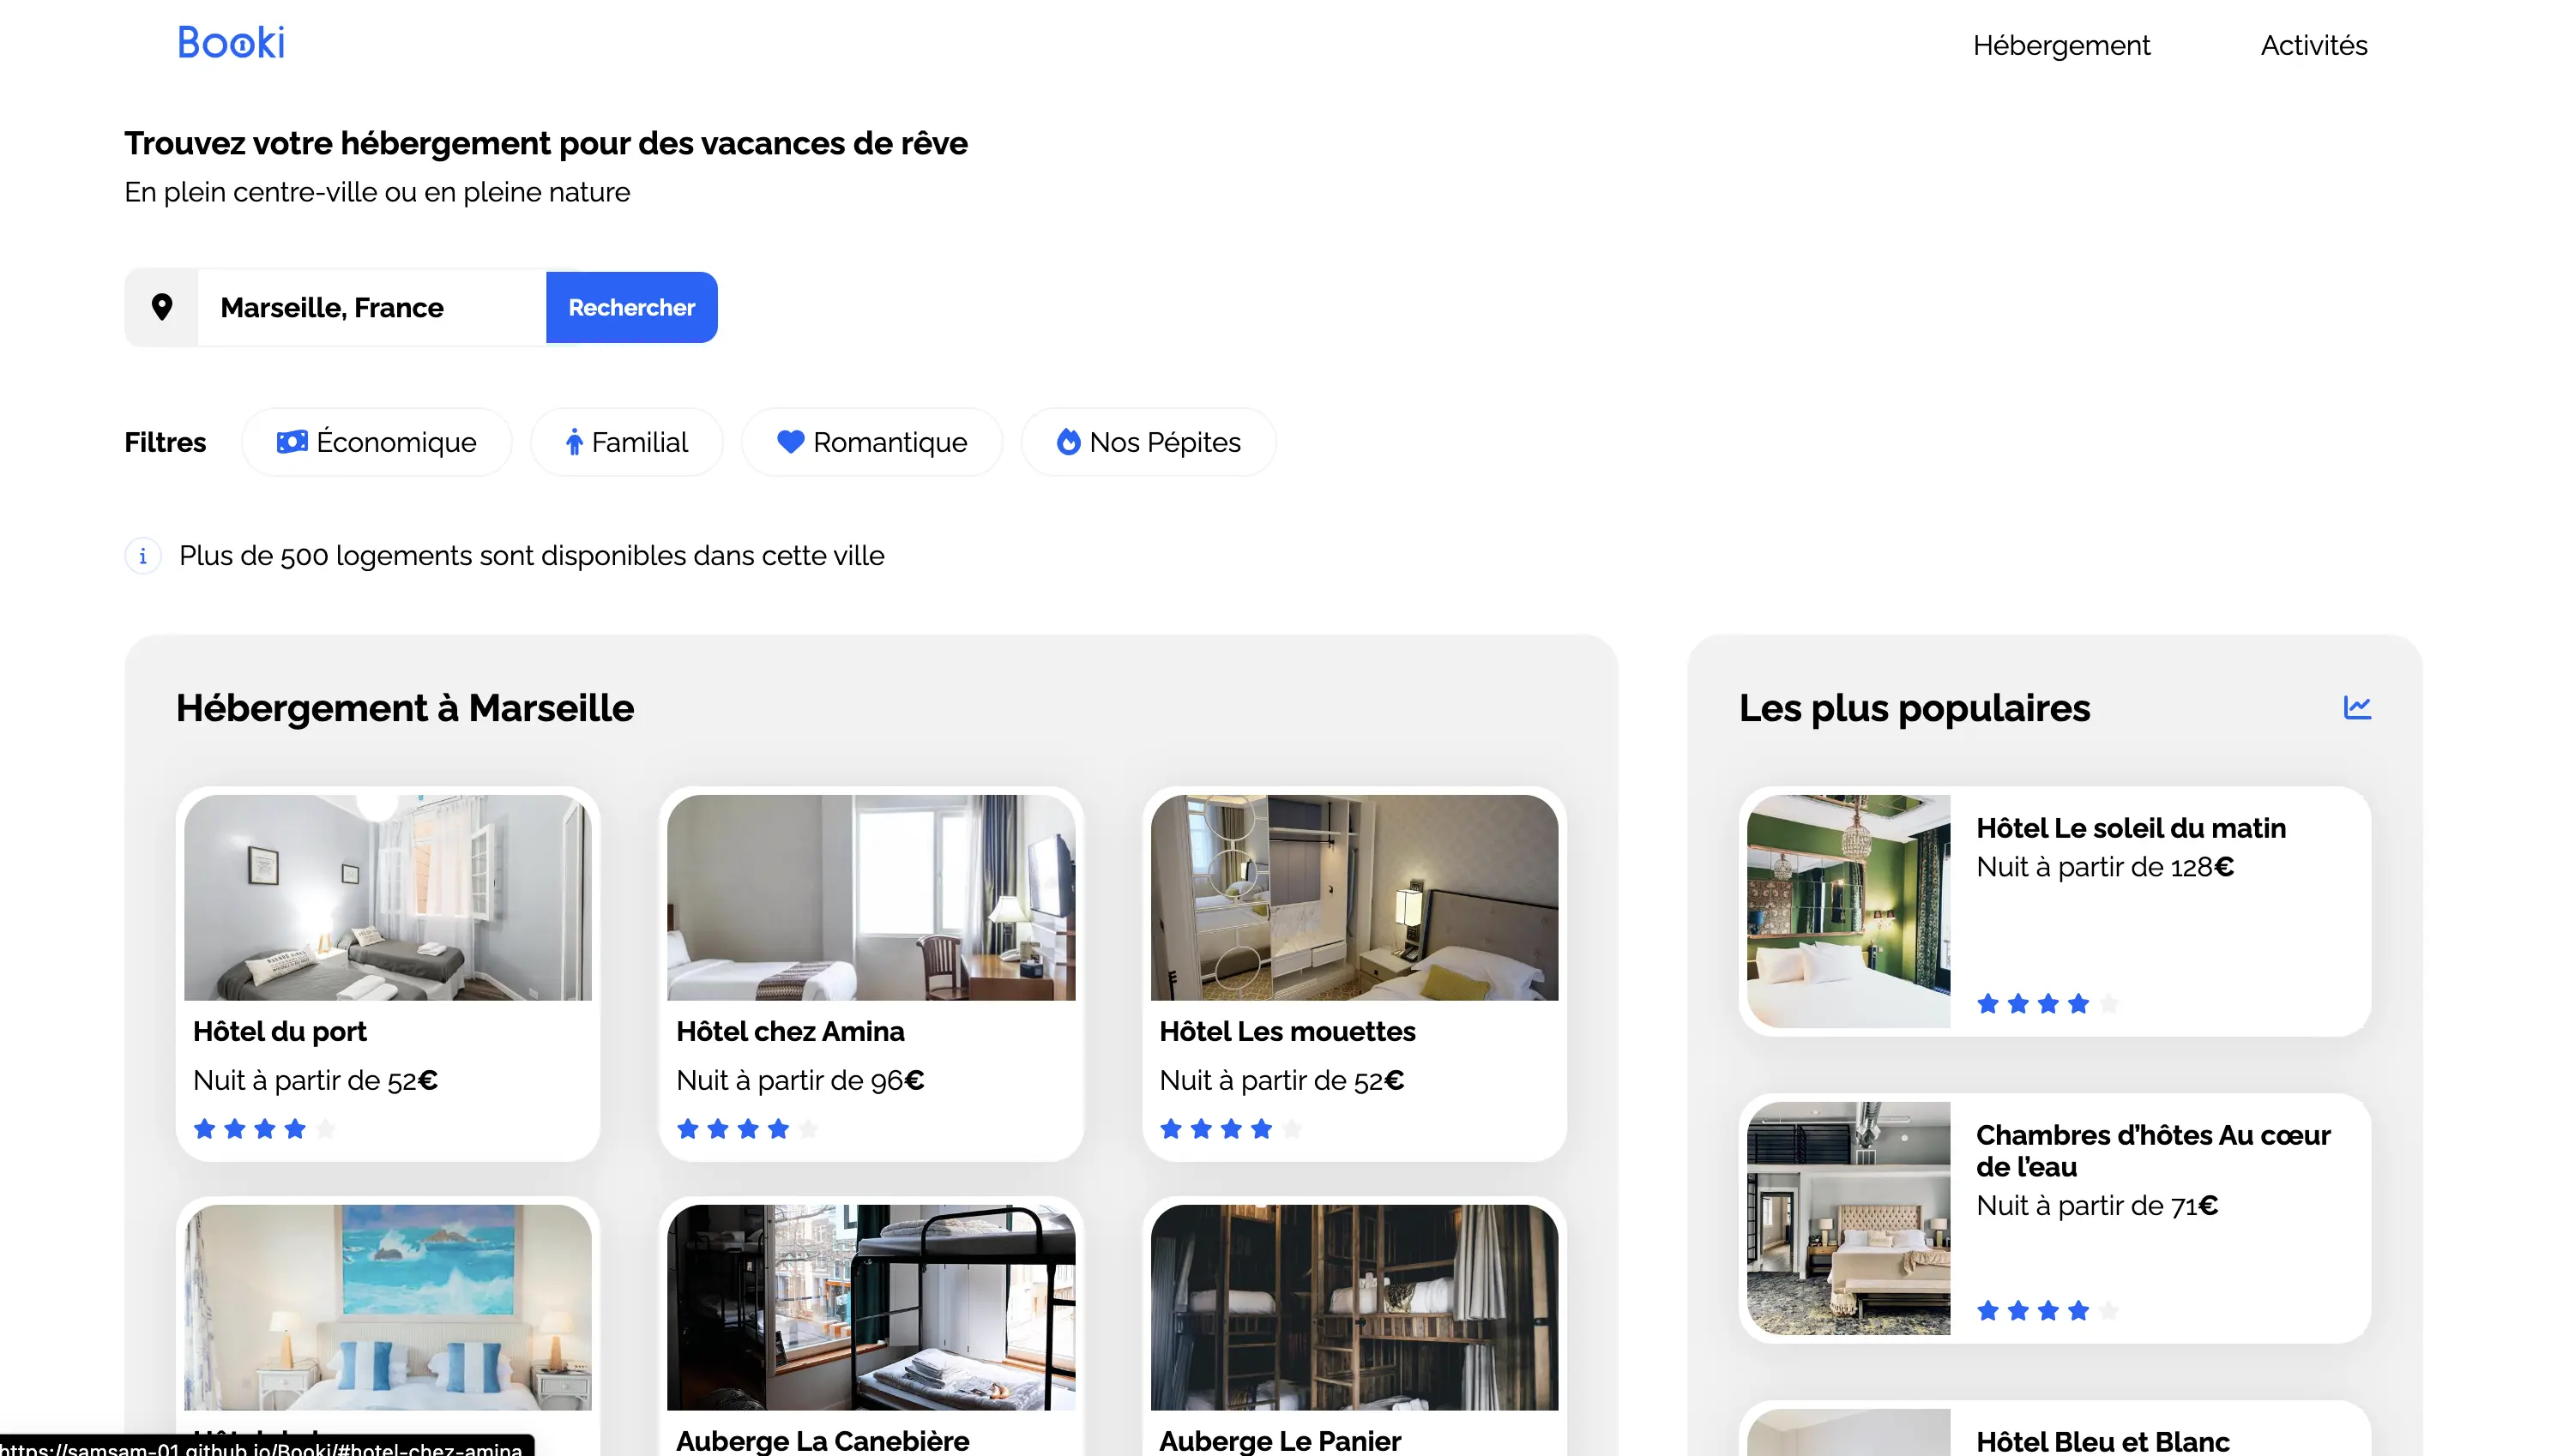 Booki
Hébergement
Activités
Trouvez votre hébergement pour des vacances de rêve
En plein centre-ville ou en pleine nature
Marseille, France
Rechercher
Filtres
Économique
Familial
Romantique
Nos Pépites
Plus de 500 logements sont disponibles dans cette ville
Hébergement à Marseille
Hôtel du port
Nuit à partir de 52€
Hôtel chez Amina
Nuit à partir de 96€
Hôtel Les mouettes
Nuit à partir de 52€
Auberge La Canebière
Auberge Le Panier
Les plus populaires
Hôtel Le soleil du matin
Nuit à partir de 128€
Chambres d’hôtes Au cœur
de l’eau
Nuit à partir de 71€
Hôtel Bleu et Blanc
https://samsam-01.github.io/Booki/#hotel-chez-amina